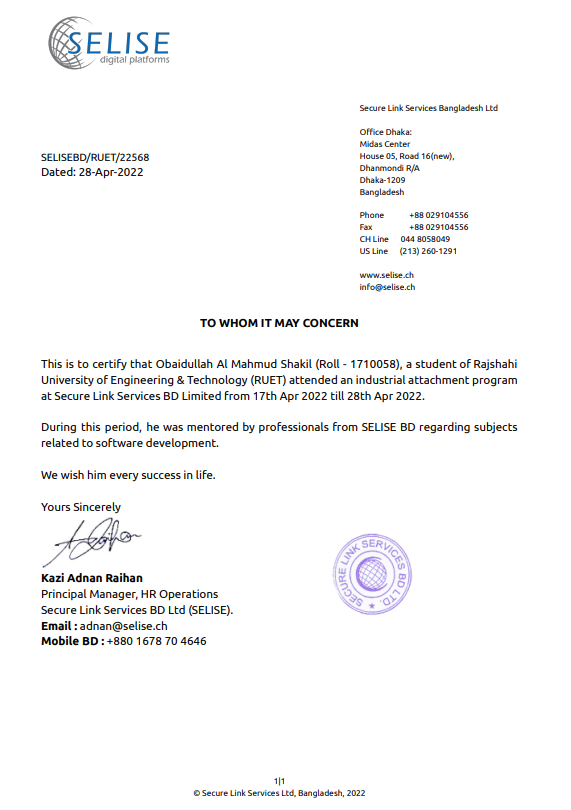 SELISE
digital platforms
Secure Link Services Bangladesh Ltd
Office Dhaka:
Midas Center
House 05, Road 16(new),
Dhanmondi R/A
Dhaka-1209
Bangladesh
SELISEBD/RUET/22568
Dated: 28-Apr-2022
Phone +88 029104556
Fax +88 029104556
CH Line 044 8058049
US Line (213) 260-1291
www.selise.ch
info@selise.ch
TO WHOM IT MAY CONCERN
This is to certify that Obaidullah Al Mahmud Shakil (Roll - 1710058), a student of Rajshahi
University of Engineering & Technology (RUET) attended an industrial attachment program
at Secure Link Services BD Limited from 17th Apr 2022 till 28th Apr 2022.
During this period, he was mentored by professionals from SELISE BD regarding subjects
related to software development.
We wish him every success in life.
Yours Sincerely
Kazi Adnan Raihan
Principal Manager, HR Operations
Secure Link Services BD Ltd (SELISE).
Email : adnan@selise.ch
Mobile BD : +880 1678 70 4646
SECURE LINK SERVICES BD LTD.
1|1
© Secure Link Services Ltd, Bangladesh, 2022